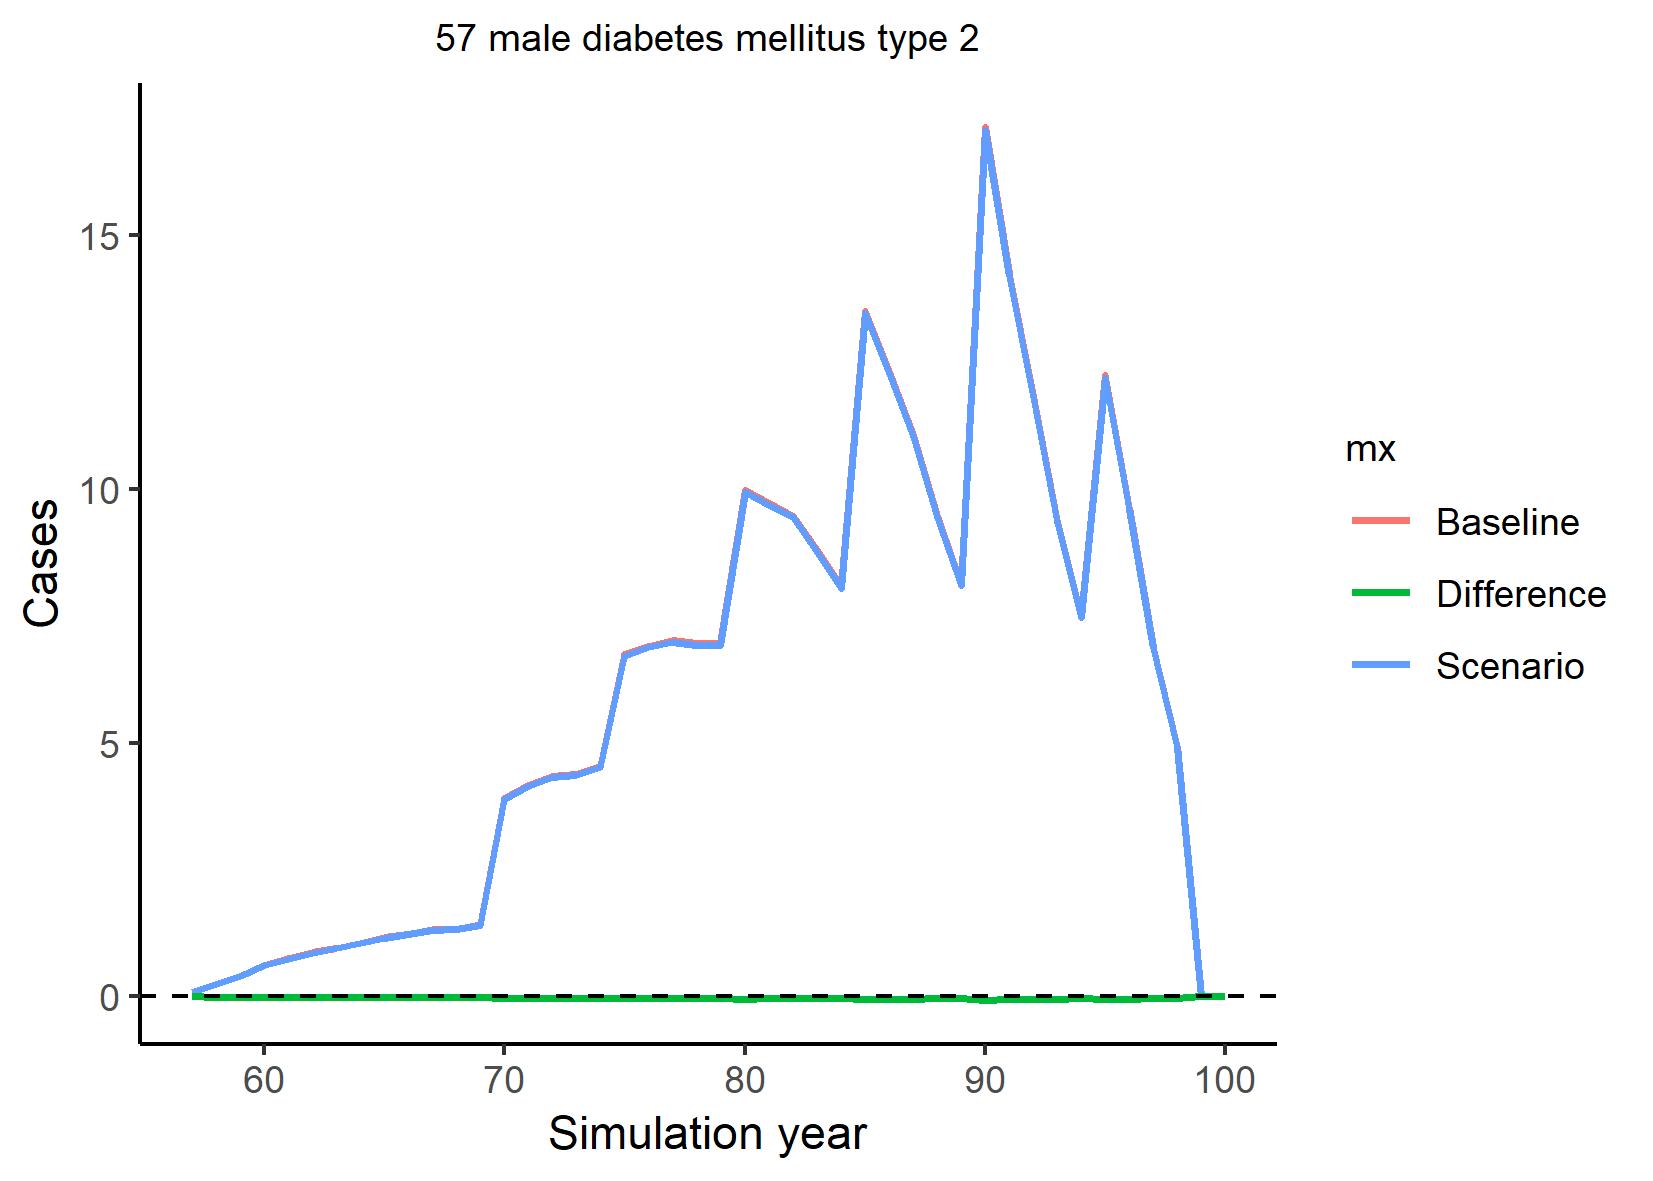 57 male diabetes mellitus type 2
Cases
15
10
5
0
60 70 80 90 100
Simulation year
mx
Baseline
Difference
Scenario